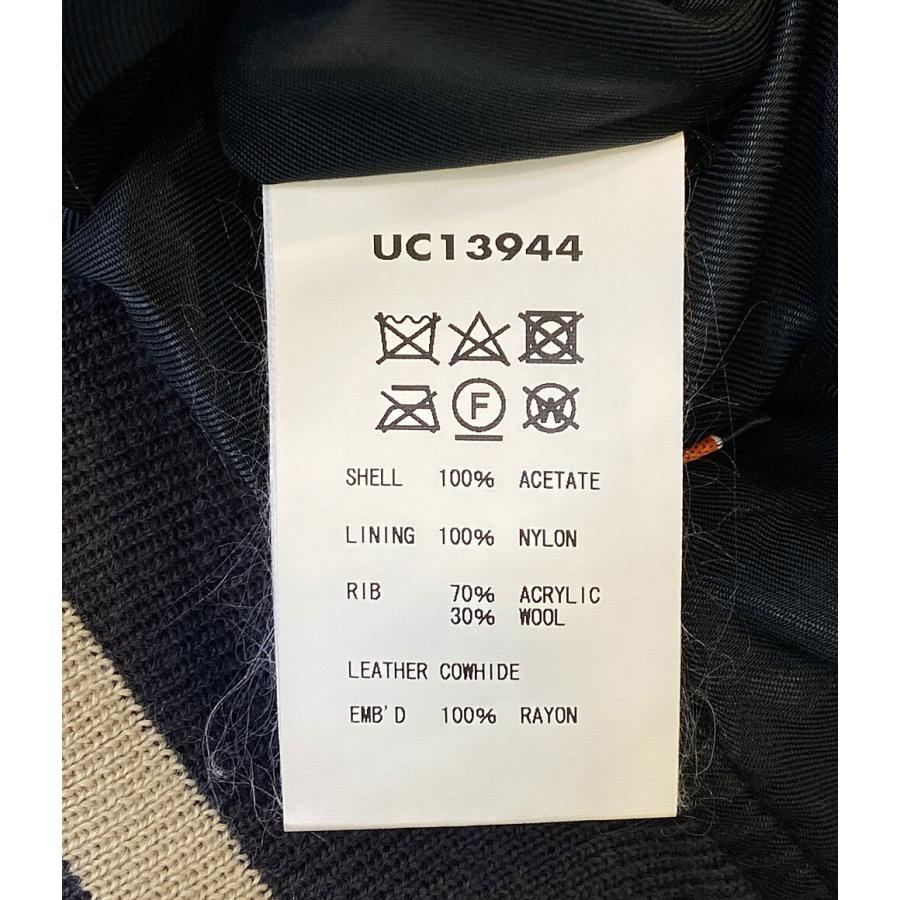 UC13944
F W
SHELL 100% ACETATE
LINING 100% NYLON
RIB 70% ACRYLIC
30% WOOL
LEATHER COWHIDE
EMB'D 100% RAYON